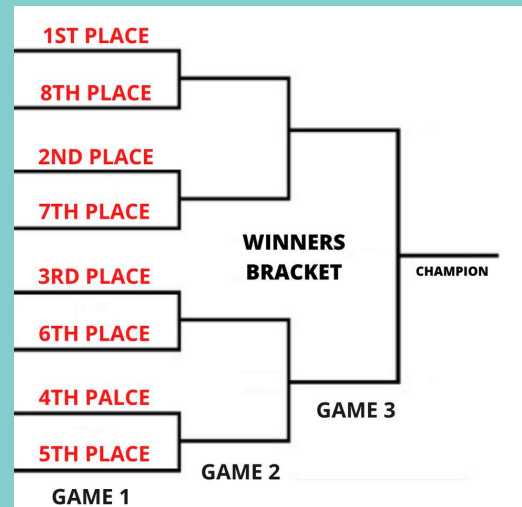 1ST PLACE
8TH PLACE
2ND PLACE
7TH PLACE
WINNERS
BRACKET
CHAMPION
3RD PLACE
6TH PLACE
4TH PALCE
GAME 3
5TH PLACE
GAME 2
GAME 1